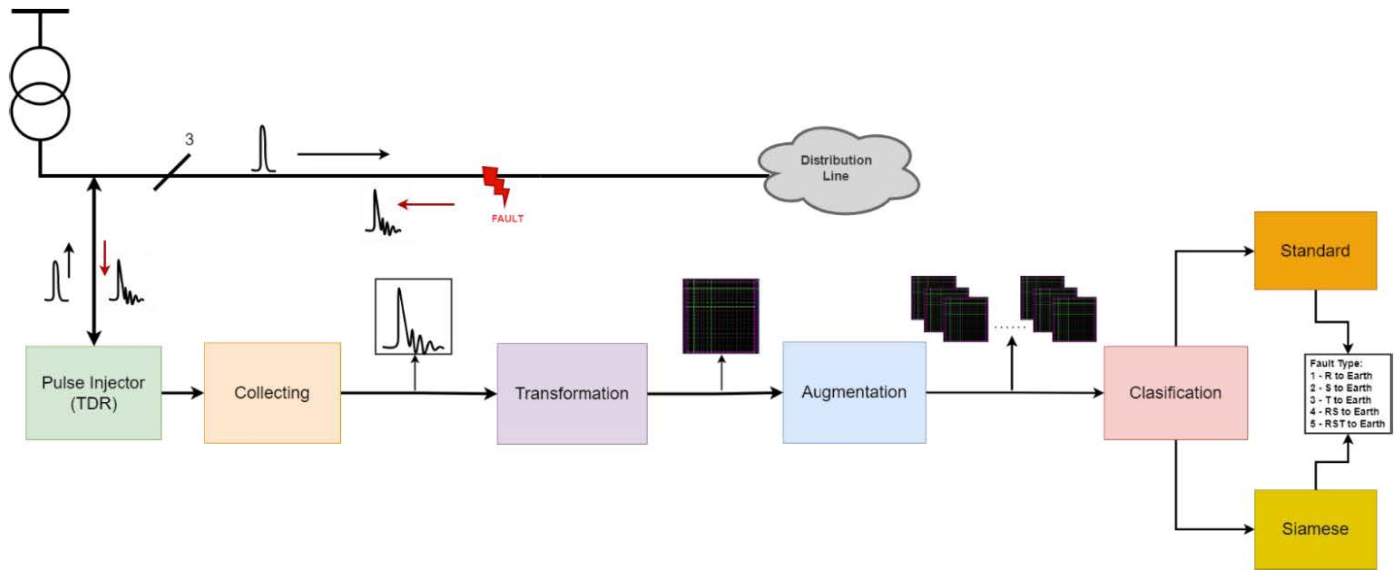 3
Distribution
Line
FAULT
Standard
Pulse Injector
(TDR)
Collecting
Transformation
......
Augmentation
Clasification
Fault Type:
1 - R to Earth
2 - S to Earth
3 - T to Earth
4 - RS to Earth
5 - RST to Earth
Siamese